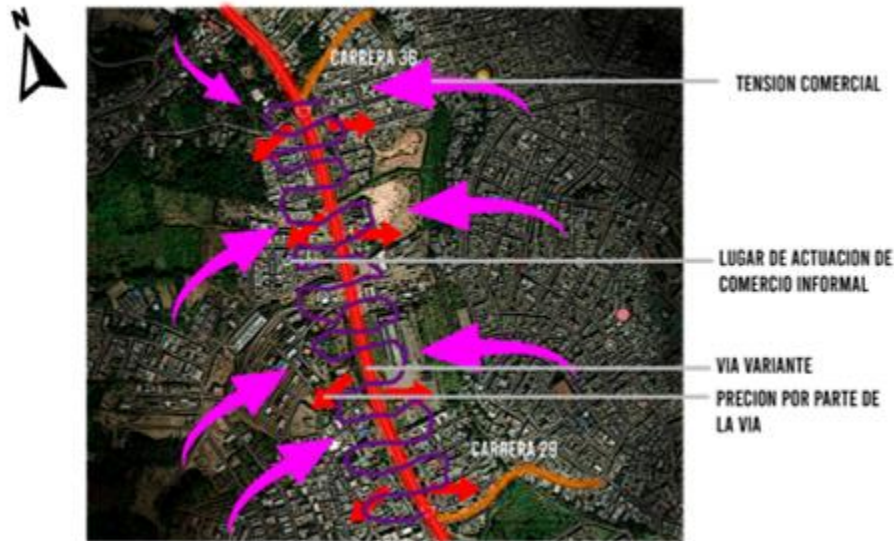 N
CARRERA 36
TENSION COMERCIAL
LUGAR DE ACTUACION DE
COMERCIO INFORMAL
VIA VARIANTE
PRECION POR PARTE DE
LA VIA
CARRERA 29